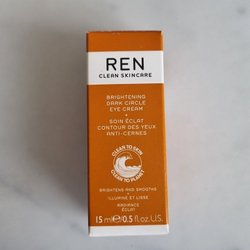 REN
CLEAN SKINCARE
BRIGHTENING
DARK CIRCLE
EYE CREAM
+
SOIN ÉCLAT
CONTOUR DES YEUX
ANTI-CERNES
CLEAN TO SKIN
CLEAN TO PLANET
BRIGHTENS AND SMOOTHS
+
ILLUMINE ET LISSE
RADIANCE
ÉCLAT
15 ml ℮ 0.5 fl.oz.US.